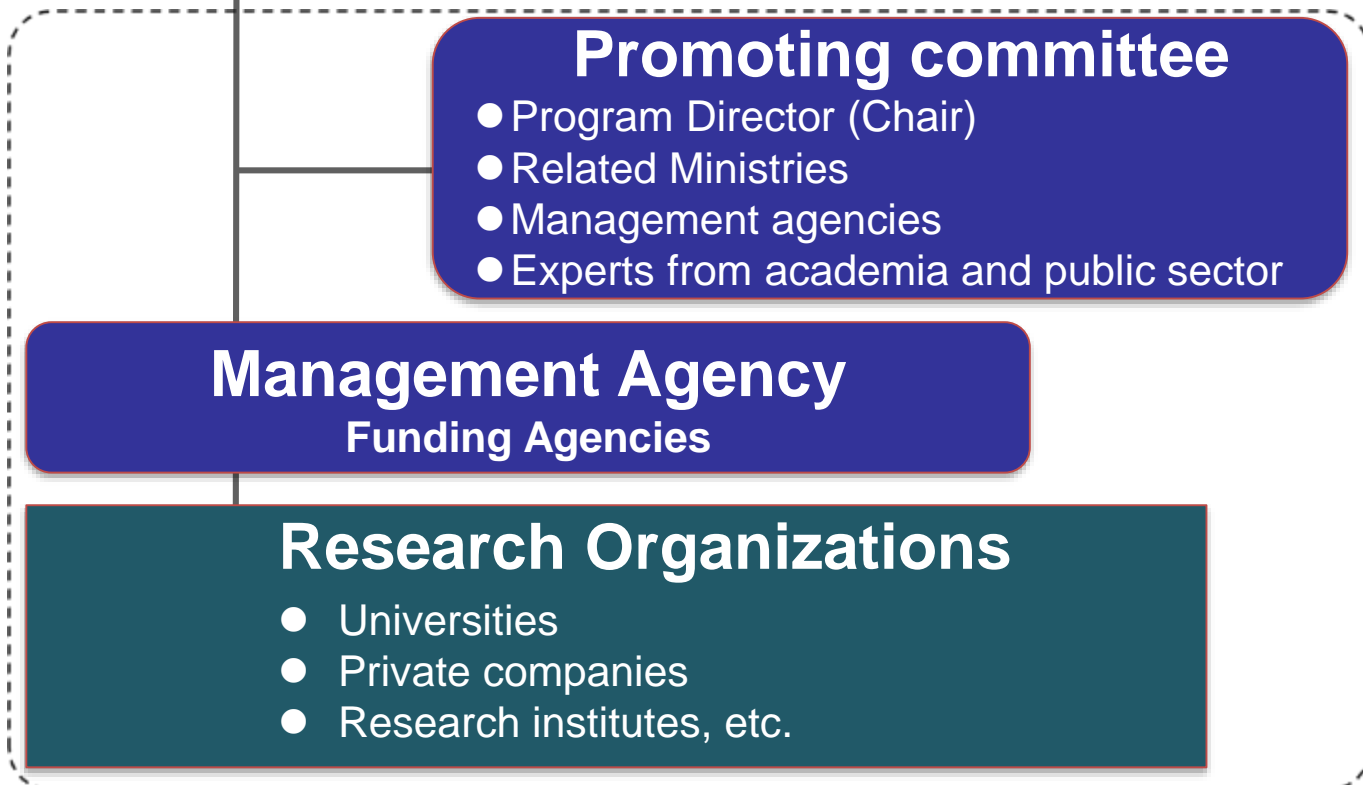 Promoting committee
● Program Director (Chair)
● Related Ministries
● Management agencies
● Experts from academia and public sector
Management Agency
Funding Agencies
Research Organizations
● Universities
● Private companies
● Research institutes, etc.